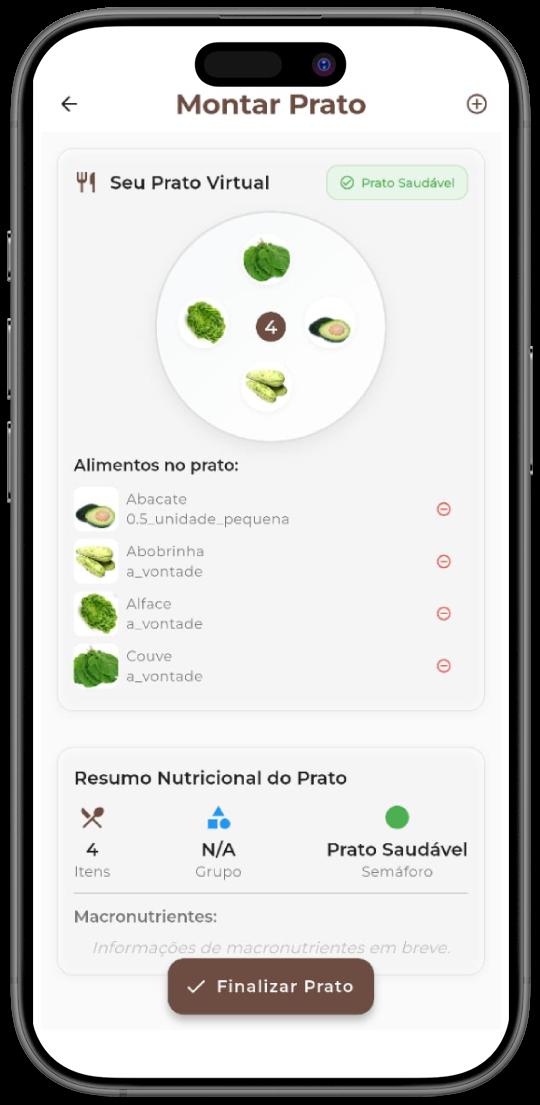 Montar Prato
Seu Prato Virtual
Prato Saudável
4
Alimentos no prato:
Abacate
0.5_unidade_pequena
Abobrinha
a_vontade
Alface
a_vontade
Couve
a_vontade
Resumo Nutricional do Prato
4
N/A
Prato Saudável
Itens
Grupo
Semáforo
Macronutrientes:
Informações de macronutrientes em breve.
Finalizar Prato